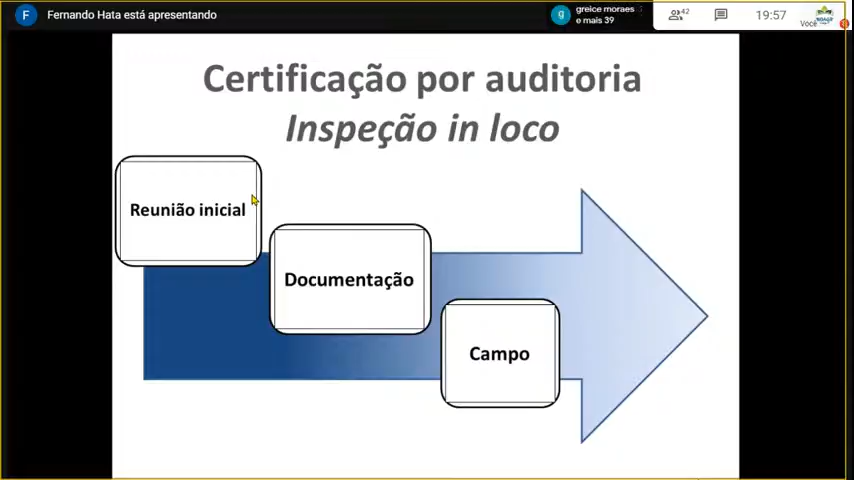 F
Fernando Hata está apresentando
g
greice moraes
e mais 39
42
19:57
Você
Certificação por auditoria
Inspeção in loco
Reunião inicial
Documentação
Campo